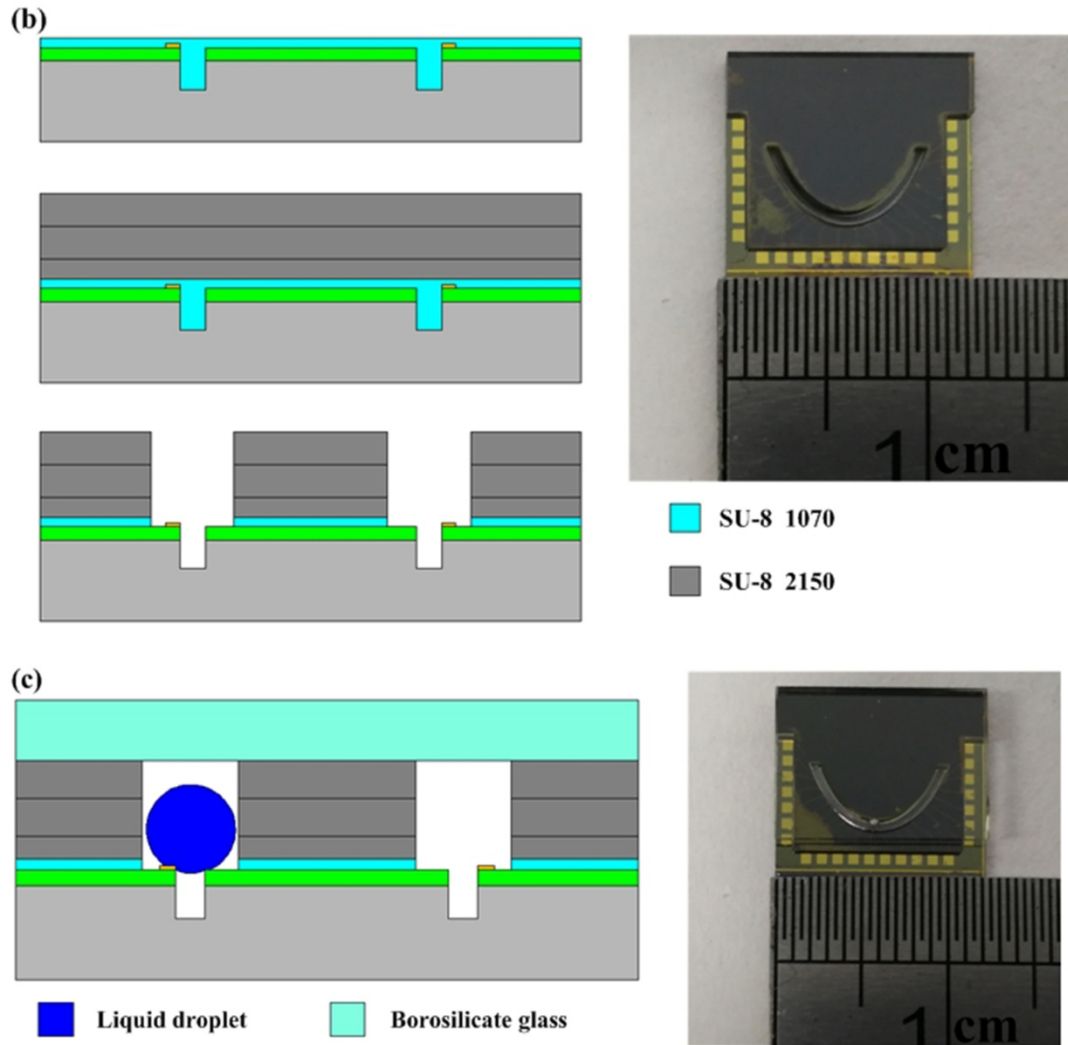 (b)
1 cm
SU-8 1070
SU-8 2150
(c)
1 cm
Liquid droplet
Borosilicate glass